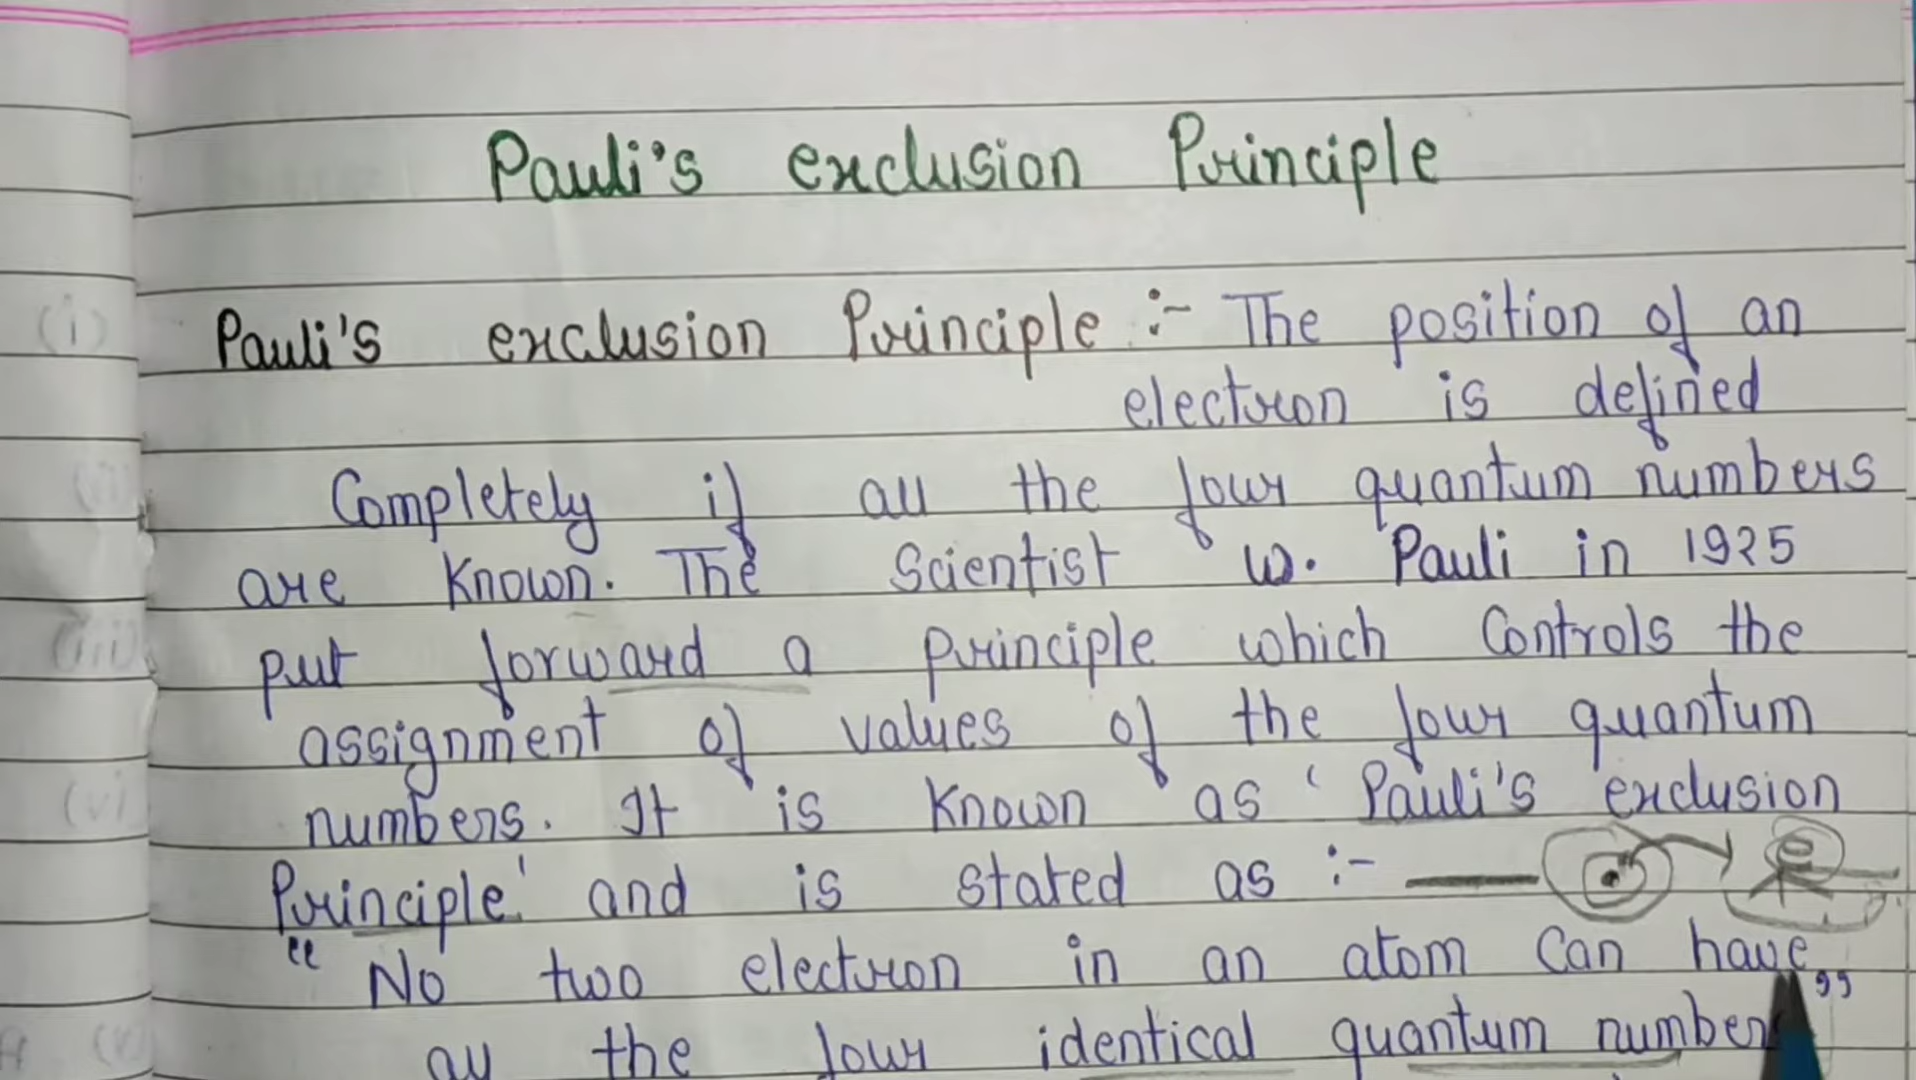 Pauli's exclusion Principle
(i) Pauli's exclusion Principle :- The position of an
electron is defined
Completely if all the four quantum numbers
are Known. The Scientist W. Pauli in 1925
(iii) put forward a principle which Controls the
assignment of values of the four quantum
(vi) numbers. It is Known as 'Pauli's exclusion
Principle' and is stated as :-
e
"No two electron in an atom Can have
all the four identical quantum number"